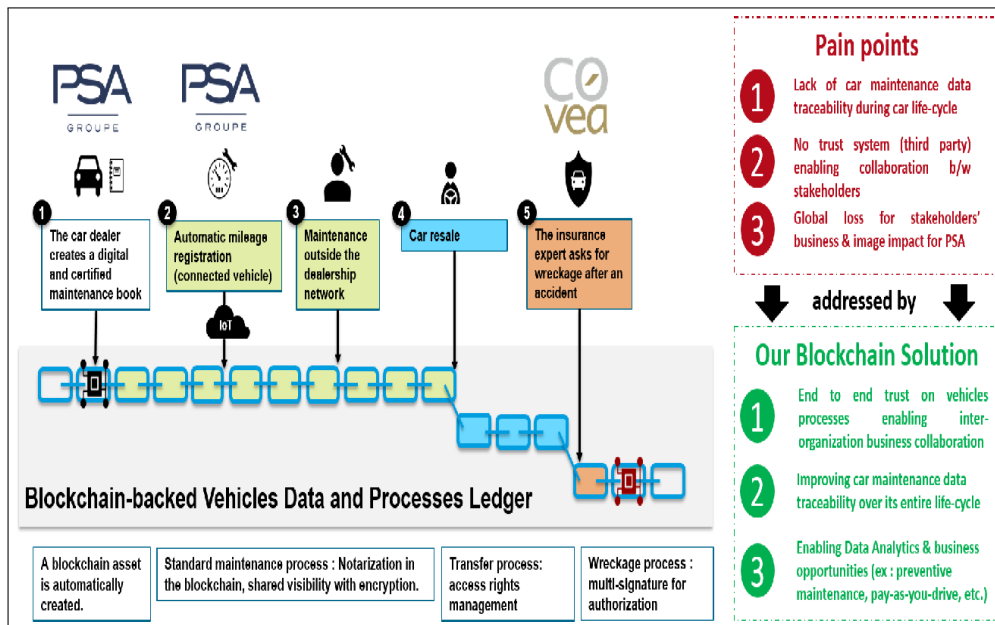 PSA
GROUPE
PSA
GROUPE
CÓ
vea
1
The car dealer
creates a digital
and certified
maintenance book
2
Automatic mileage
registration
(connected vehicle)
3
Maintenance
outside the
dealership
network
4
Car resale
5
The insurance
expert asks for
wreckage after an
accident
IoT
Blockchain-backed Vehicles Data and Processes Ledger
A blockchain asset
is automatically
created.
Standard maintenance process : Notarization in
the blockchain, shared visibility with encryption.
Transfer process:
access rights
management
Wreckage process :
multi-signature for
authorization
Pain points
1
Lack of car maintenance data
traceability during car life-cycle
2
No trust system (third party)
enabling collaboration b/w
stakeholders
3
Global loss for stakeholders'
business & image impact for PSA
addressed by
Our Blockchain Solution
1
End to end trust on vehicles
processes enabling inter-
organization business collaboration
2
Improving car maintenance data
traceability over its entire life-cycle
3
Enabling Data Analytics & business
opportunities (ex : preventive
maintenance, pay-as-you-drive, etc.)